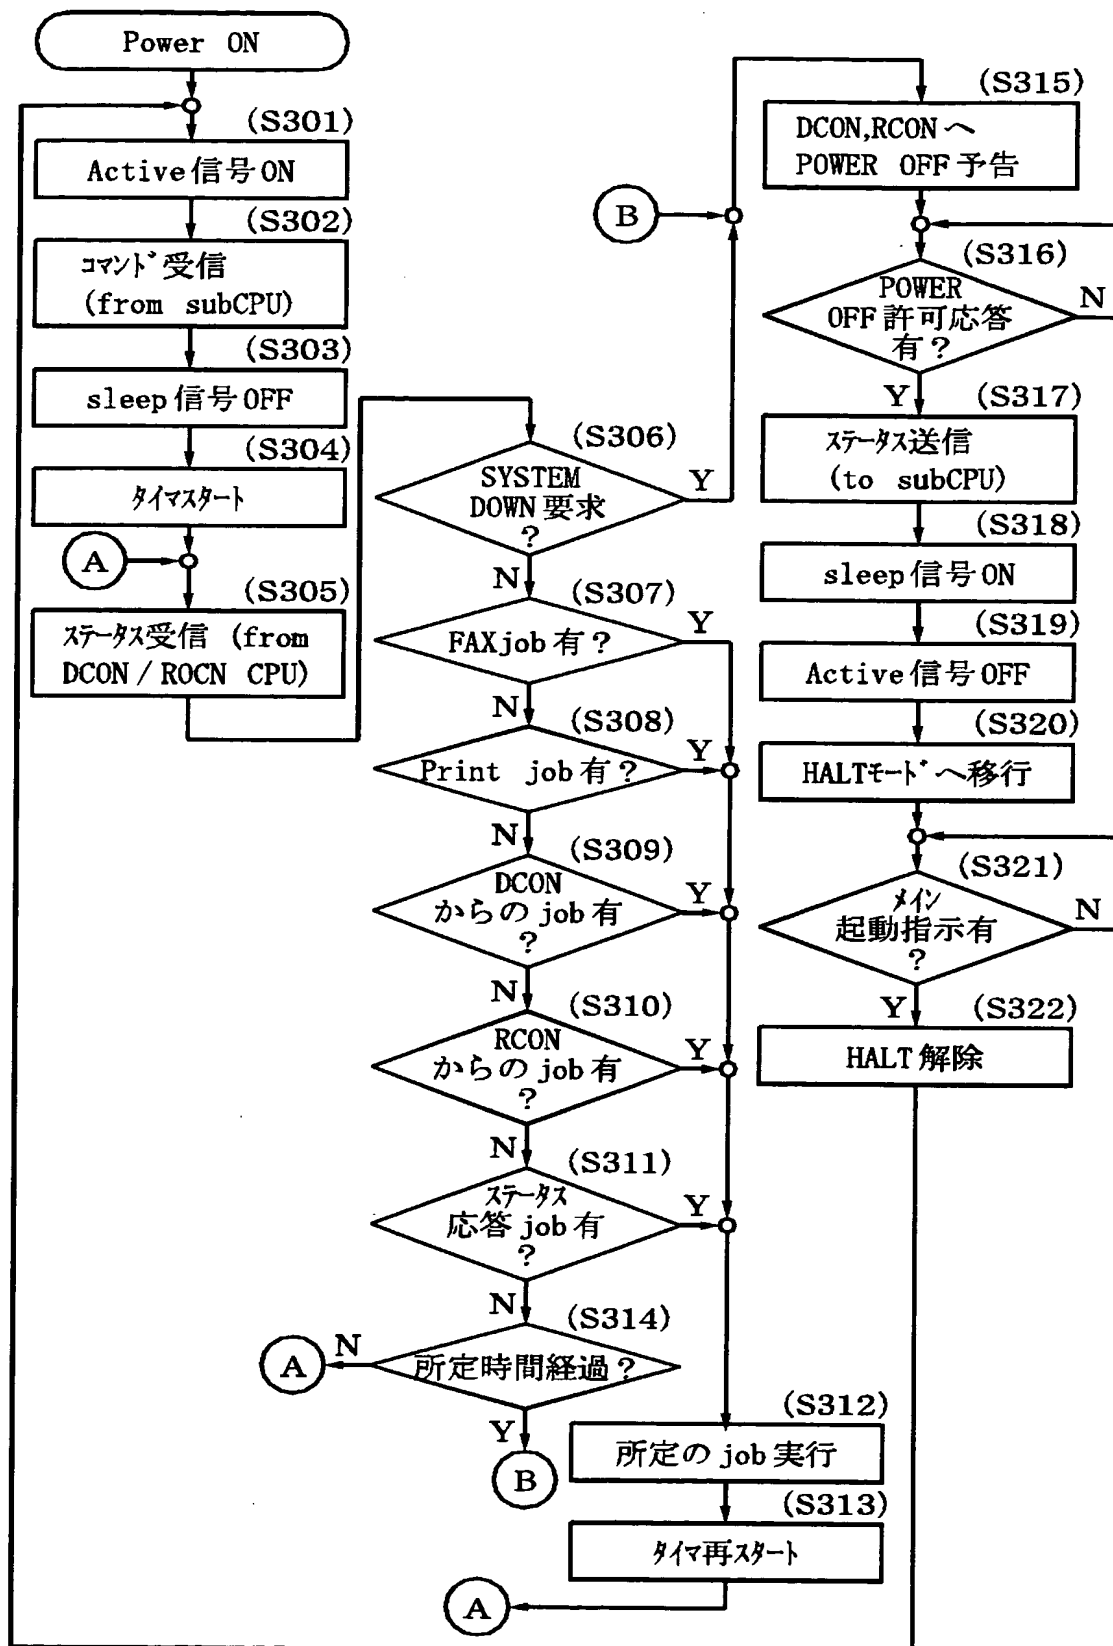 Power ON
(S301)
Active信号ON
(S302)
コマンド受信
(from subCPU)
(S303)
sleep信号OFF
(S304)
タイマスタート
A
(S305)
ステータス受信 (from
DCON / ROCN CPU)
(S306)
SYSTEM
DOWN要求
?
Y
N
(S307)
FAXjob有?
Y
N
(S308)
Print job有?
Y
N
(S309)
DCON
からのjob有
?
Y
N
(S310)
RCON
からのjob有
?
Y
N
(S311)
ステータス
応答job有
?
Y
N
(S314)
所定時間経過?
N
A
Y
B
(S312)
所定のjob実行
(S313)
タイマ再スタート
A
B
(S315)
DCON,RCONへ
POWER OFF予告
(S316)
POWER
OFF許可応答
有?
N
Y
(S317)
ステータス送信
(to subCPU)
(S318)
sleep信号ON
(S319)
Active信号OFF
(S320)
HALTモードへ移行
(S321)
メイン
起動指示有
?
N
Y
(S322)
HALT解除